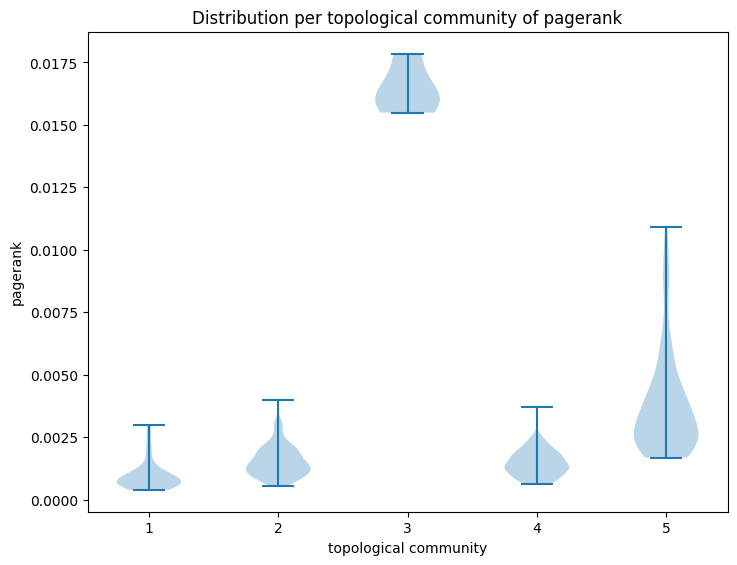 Distribution per topological community of pagerank
0.0175
0.0150
0.0125
0.0100
0.0075
0.0050
0.0025
0.0000
pagerank
1 2 3 4 5
topological community